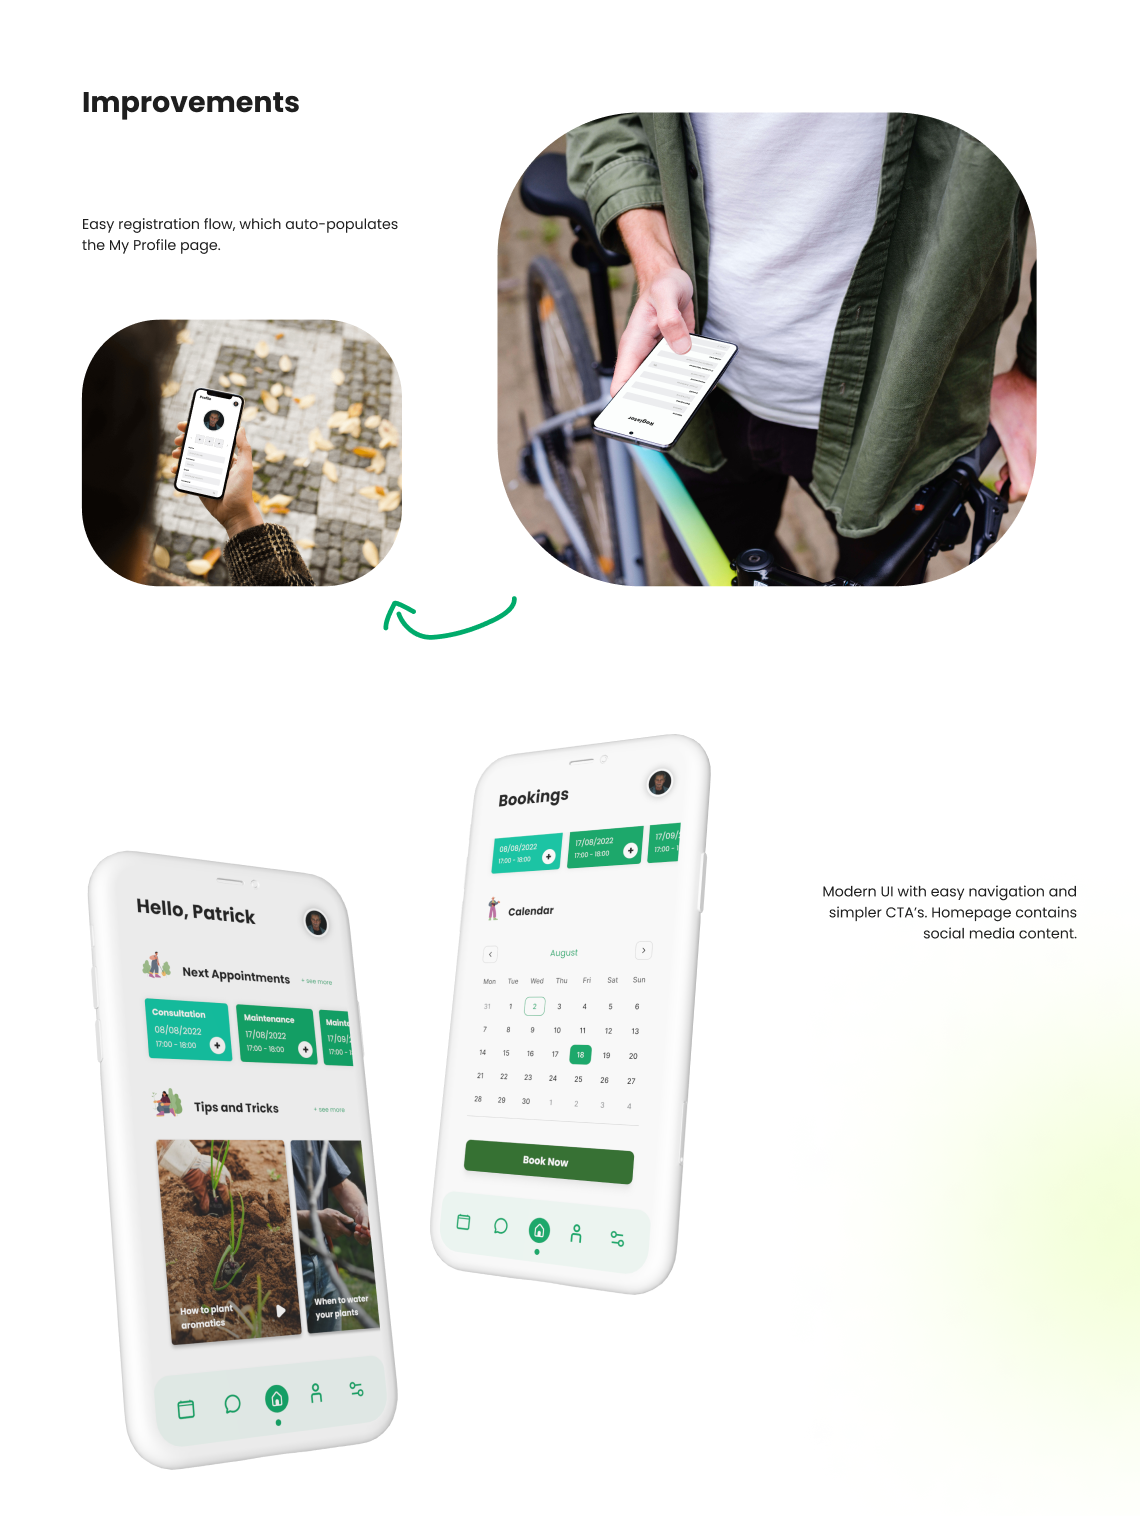 Improvements
Easy registration flow, which auto-populates
the My Profile page.
Profile
Register
Bookings
08/08/2022
17:00 - 18:00
17/08/2022
17:00 - 18:00
17/09/
17:00 - 1
Calendar
August
Mon Tue Wed Thu Fri Sat Sun
31 1 2 3 4 5 6
7 8 9 10 11 12 13
14 15 16 17 18 19 20
21 22 23 24 25 26 27
28 29 30 1 2 3 4
Book Now
Modern UI with easy navigation and
simpler CTA's. Homepage contains
social media content.
Hello, Patrick
Next Appointments
+ see more
Consultation
08/08/2022
17:00 - 18:00
Maintenance
17/08/2022
17:00 - 18:00
Mainte
17/09/
17:00 - 1
Tips and Tricks
+ see more
How to plant
aromatics
When to water
your plants